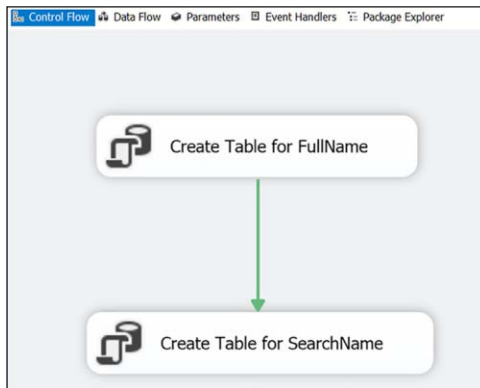 Control Flow Data Flow Parameters Event Handlers Package Explorer
Create Table for FullName
Create Table for SearchName